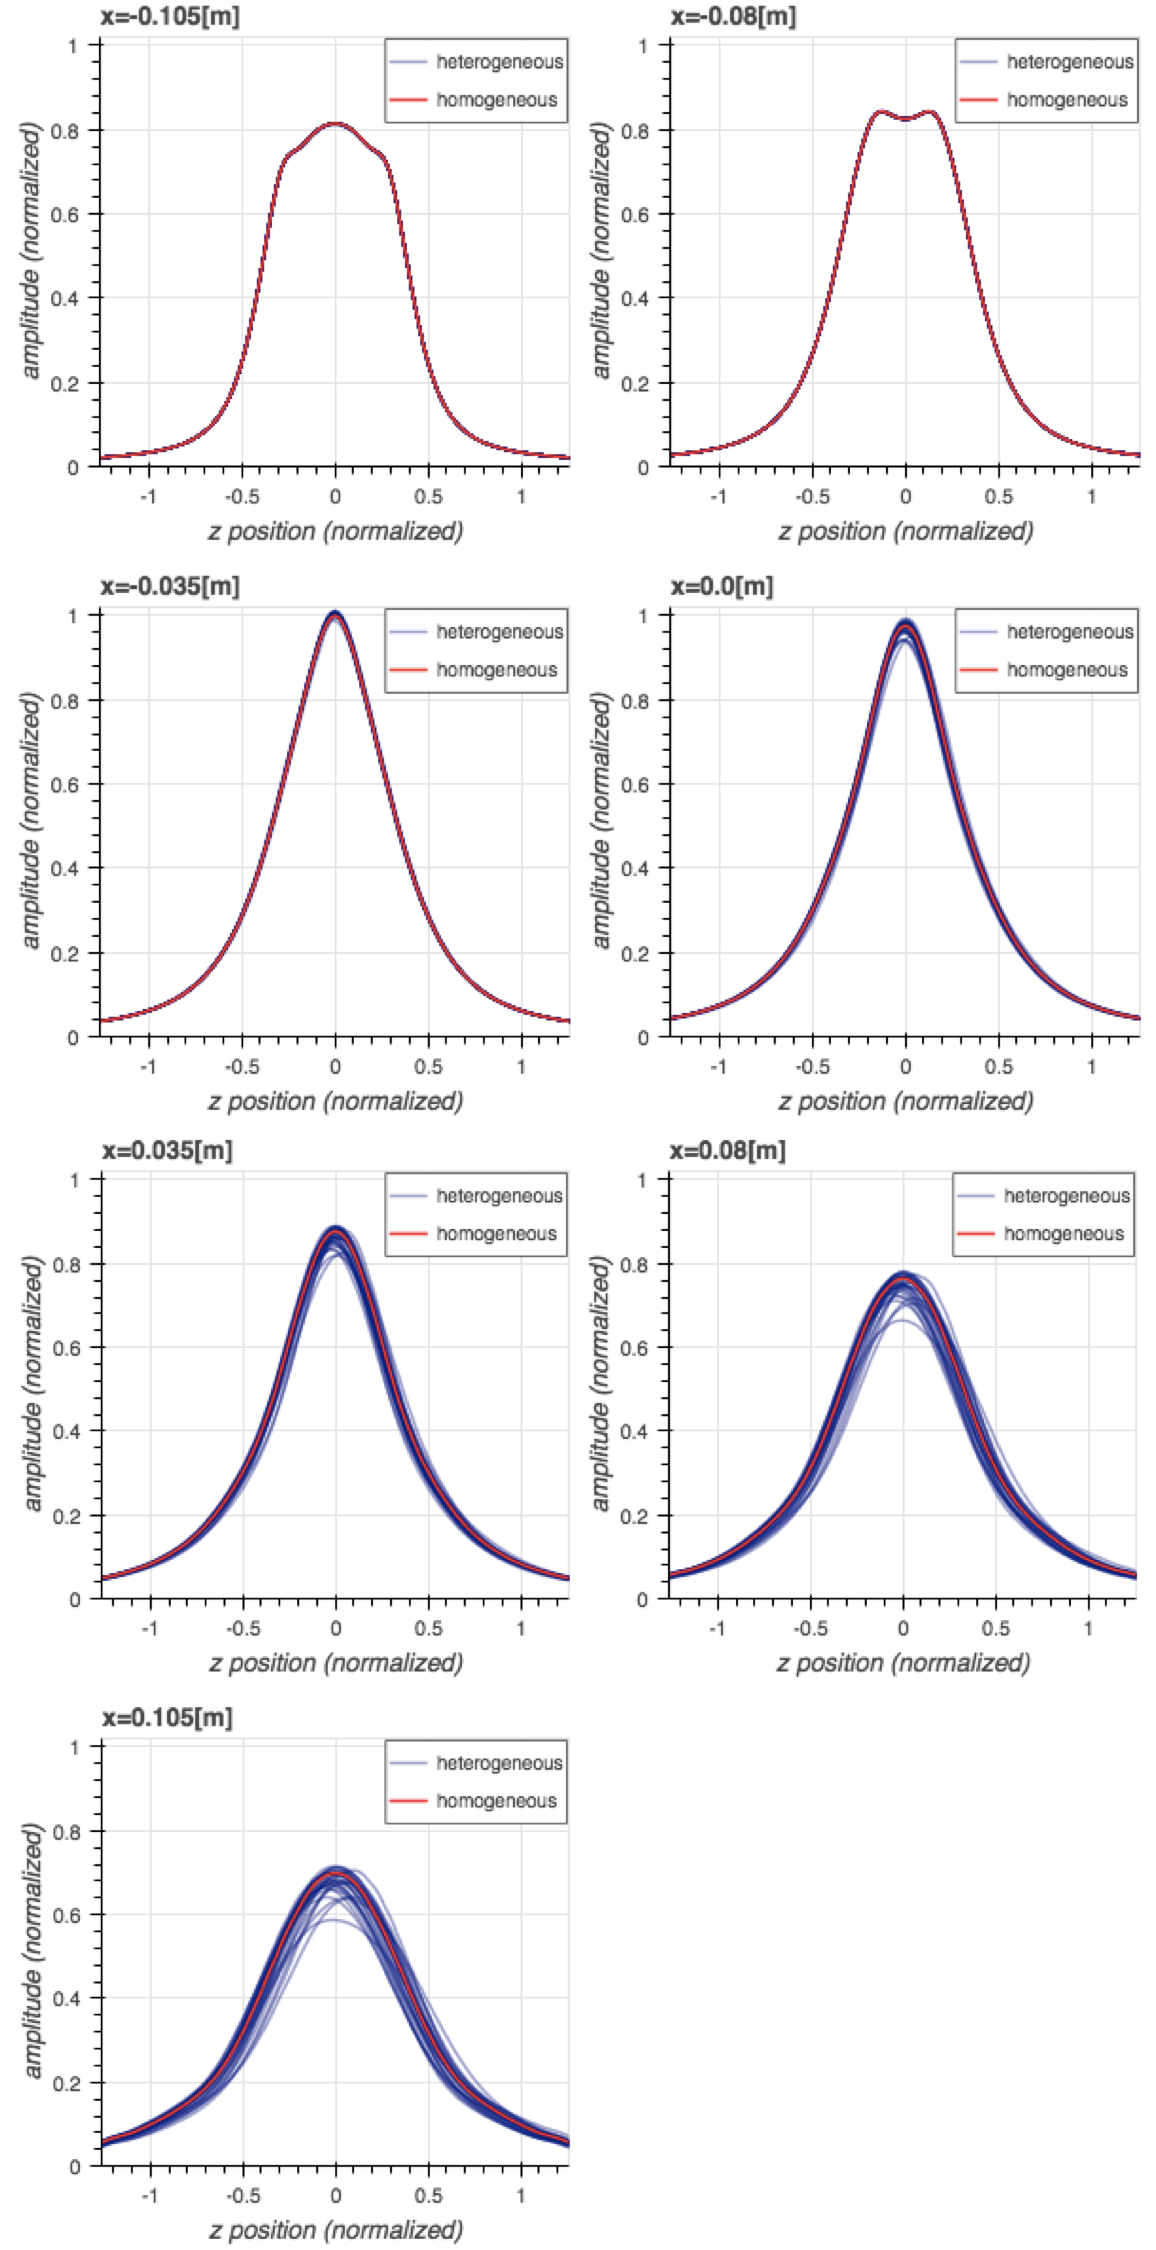 x=-0.105[m]
heterogeneous
homogeneous
amplitude (normalized)
1
0.8
0.6
0.4
0.2
0
-1 -0.5 0 0.5 1
z position (normalized)
x=-0.08[m]
heterogeneous
homogeneous
amplitude (normalized)
1
0.8
0.6
0.4
0.2
0
-1 -0.5 0 0.5 1
z position (normalized)
x=-0.035[m]
heterogeneous
homogeneous
amplitude (normalized)
1
0.8
0.6
0.4
0.2
0
-1 -0.5 0 0.5 1
z position (normalized)
x=0.0[m]
heterogeneous
homogeneous
amplitude (normalized)
1
0.8
0.6
0.4
0.2
0
-1 -0.5 0 0.5 1
z position (normalized)
x=0.035[m]
heterogeneous
homogeneous
amplitude (normalized)
1
0.8
0.6
0.4
0.2
0
-1 -0.5 0 0.5 1
z position (normalized)
x=0.08[m]
heterogeneous
homogeneous
amplitude (normalized)
1
0.8
0.6
0.4
0.2
0
-1 -0.5 0 0.5 1
z position (normalized)
x=0.105[m]
heterogeneous
homogeneous
amplitude (normalized)
1
0.8
0.6
0.4
0.2
0
-1 -0.5 0 0.5 1
z position (normalized)